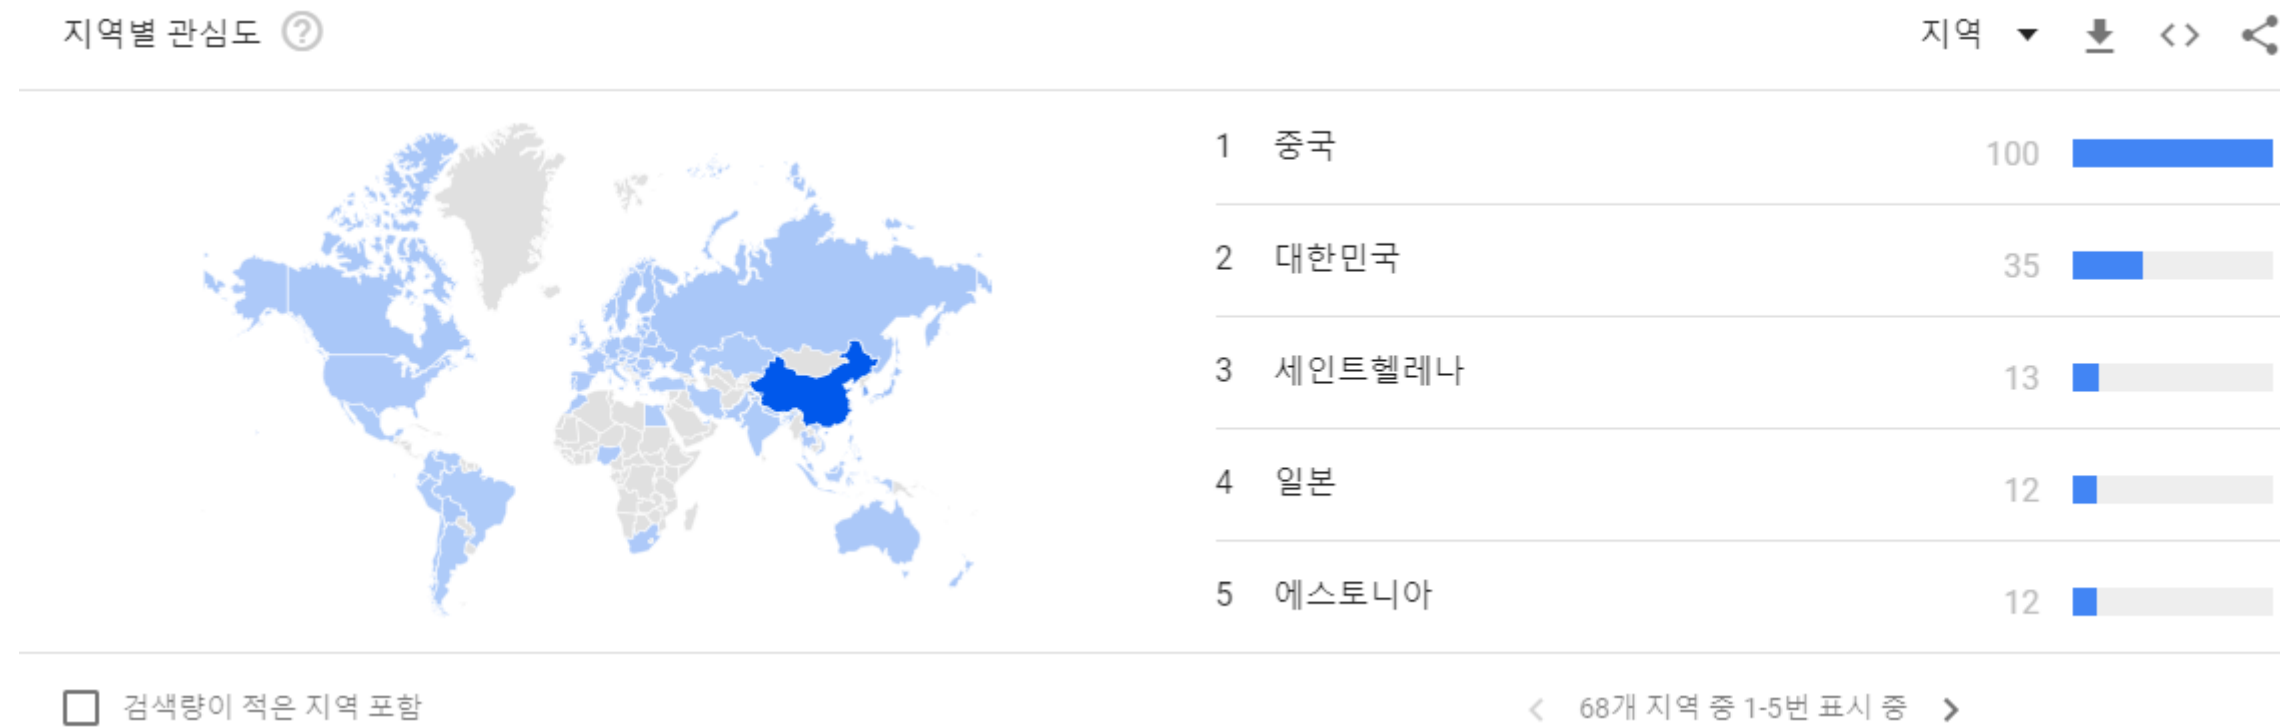 지역별 관심도 ?
지역
1 중국 100
2 대한민국 35
3 세인트헬레나 13
4 일본 12
5 에스토니아 12
검색량이 적은 지역 포함
68개 지역 중 1-5번 표시 중